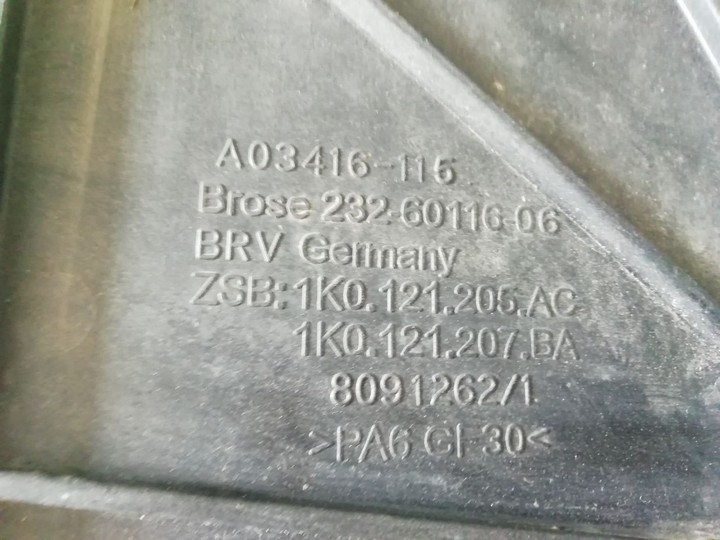 A03416-115
Brose 232-60116-06
BRV Germany
ZSB: 1K0.121.205.AC
1K0.121.207.BA
8091262/1
>PA6 GF30<